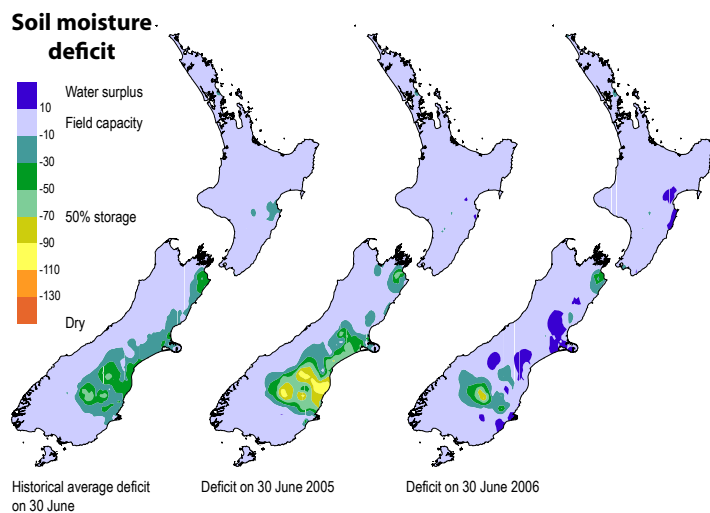 Soil moisture
deficit
Water surplus
10
Field capacity
-10
-30
-50
-70
50% storage
-90
-110
-130
Dry
Historical average deficit
on 30 June
Deficit on 30 June 2005
Deficit on 30 June 2006